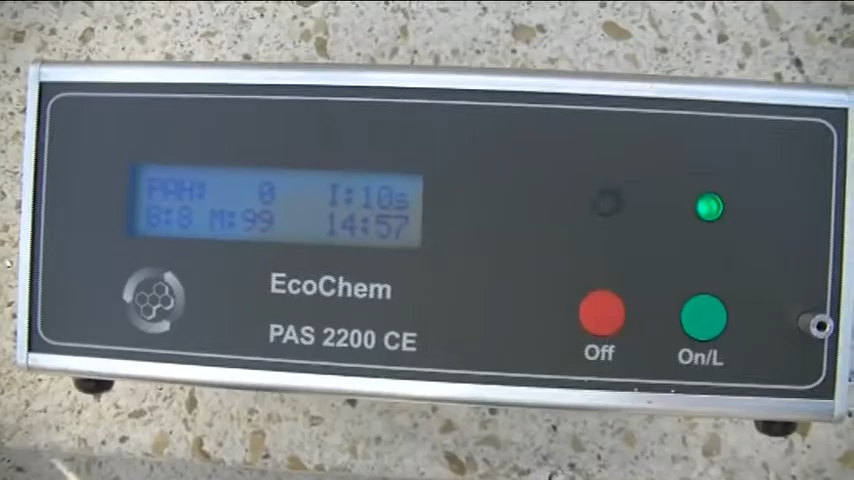 PAH: 0 I:10s
8:8 M:99 14:57
EcoChem
PAS 2200 CE
Off
On/L